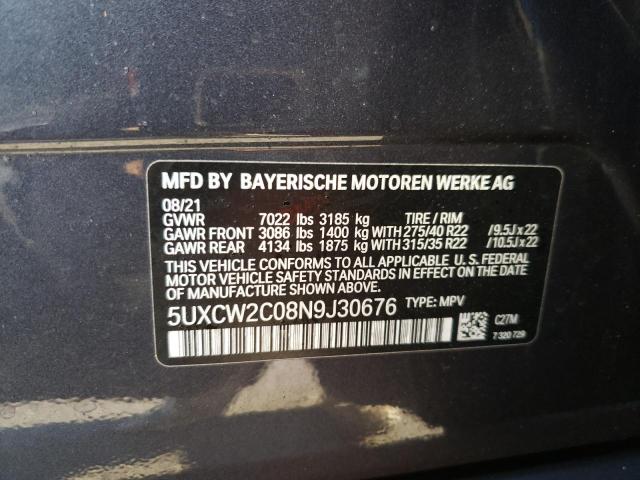 MFD BY BAYERISCHE MOTOREN WERKE AG
08/21
GVWR 7022 lbs 3185 kg TIRE / RIM
GAWR FRONT 3086 lbs 1400 kg WITH 275/40 R22 /9.5J x 22
GAWR REAR 4134 lbs 1875 kg WITH 315/35 R22 /10.5J x 22
THIS VEHICLE CONFORMS TO ALL APPLICABLE U.S. FEDERAL
MOTOR VEHICLE SAFETY STANDARDS IN EFFECT ON THE DATE OF
MANUFACTURE SHOWN ABOVE.
5UXCW2C08N9J30676 TYPE: MPV
C27M
7 320 729